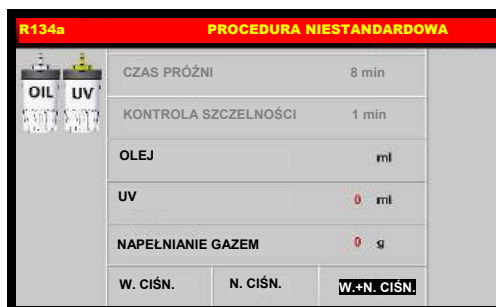 R134a PROCEDURA NIESTANDARDOWA
OIL UV
CZAS PRÓŻNI 8 min
KONTROLA SZCZELNOŚCI 1 min
OLEJ ml
UV 0 ml
NAPEŁNIANIE GAZEM 0 g
W. CIŚN. N. CIŚN. W.+N. CIŚN.